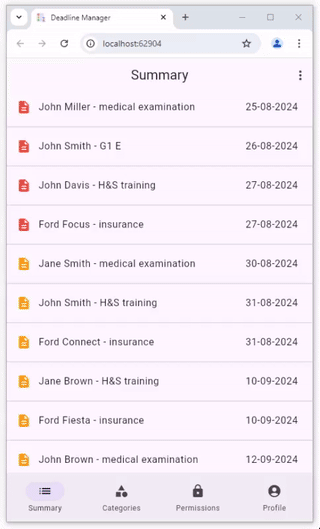 Deadline Manager
localhost:62904
Summary
John Miller - medical examination 25-08-2024
John Smith - G1 E 26-08-2024
John Davis - H&S training 27-08-2024
Ford Focus - insurance 27-08-2024
Jane Smith - medical examination 30-08-2024
John Smith - H&S training 31-08-2024
Ford Connect - insurance 31-08-2024
Jane Brown - H&S training 10-09-2024
Ford Fiesta - insurance 10-09-2024
John Brown - medical examination 12-09-2024
Summary Categories Permissions Profile